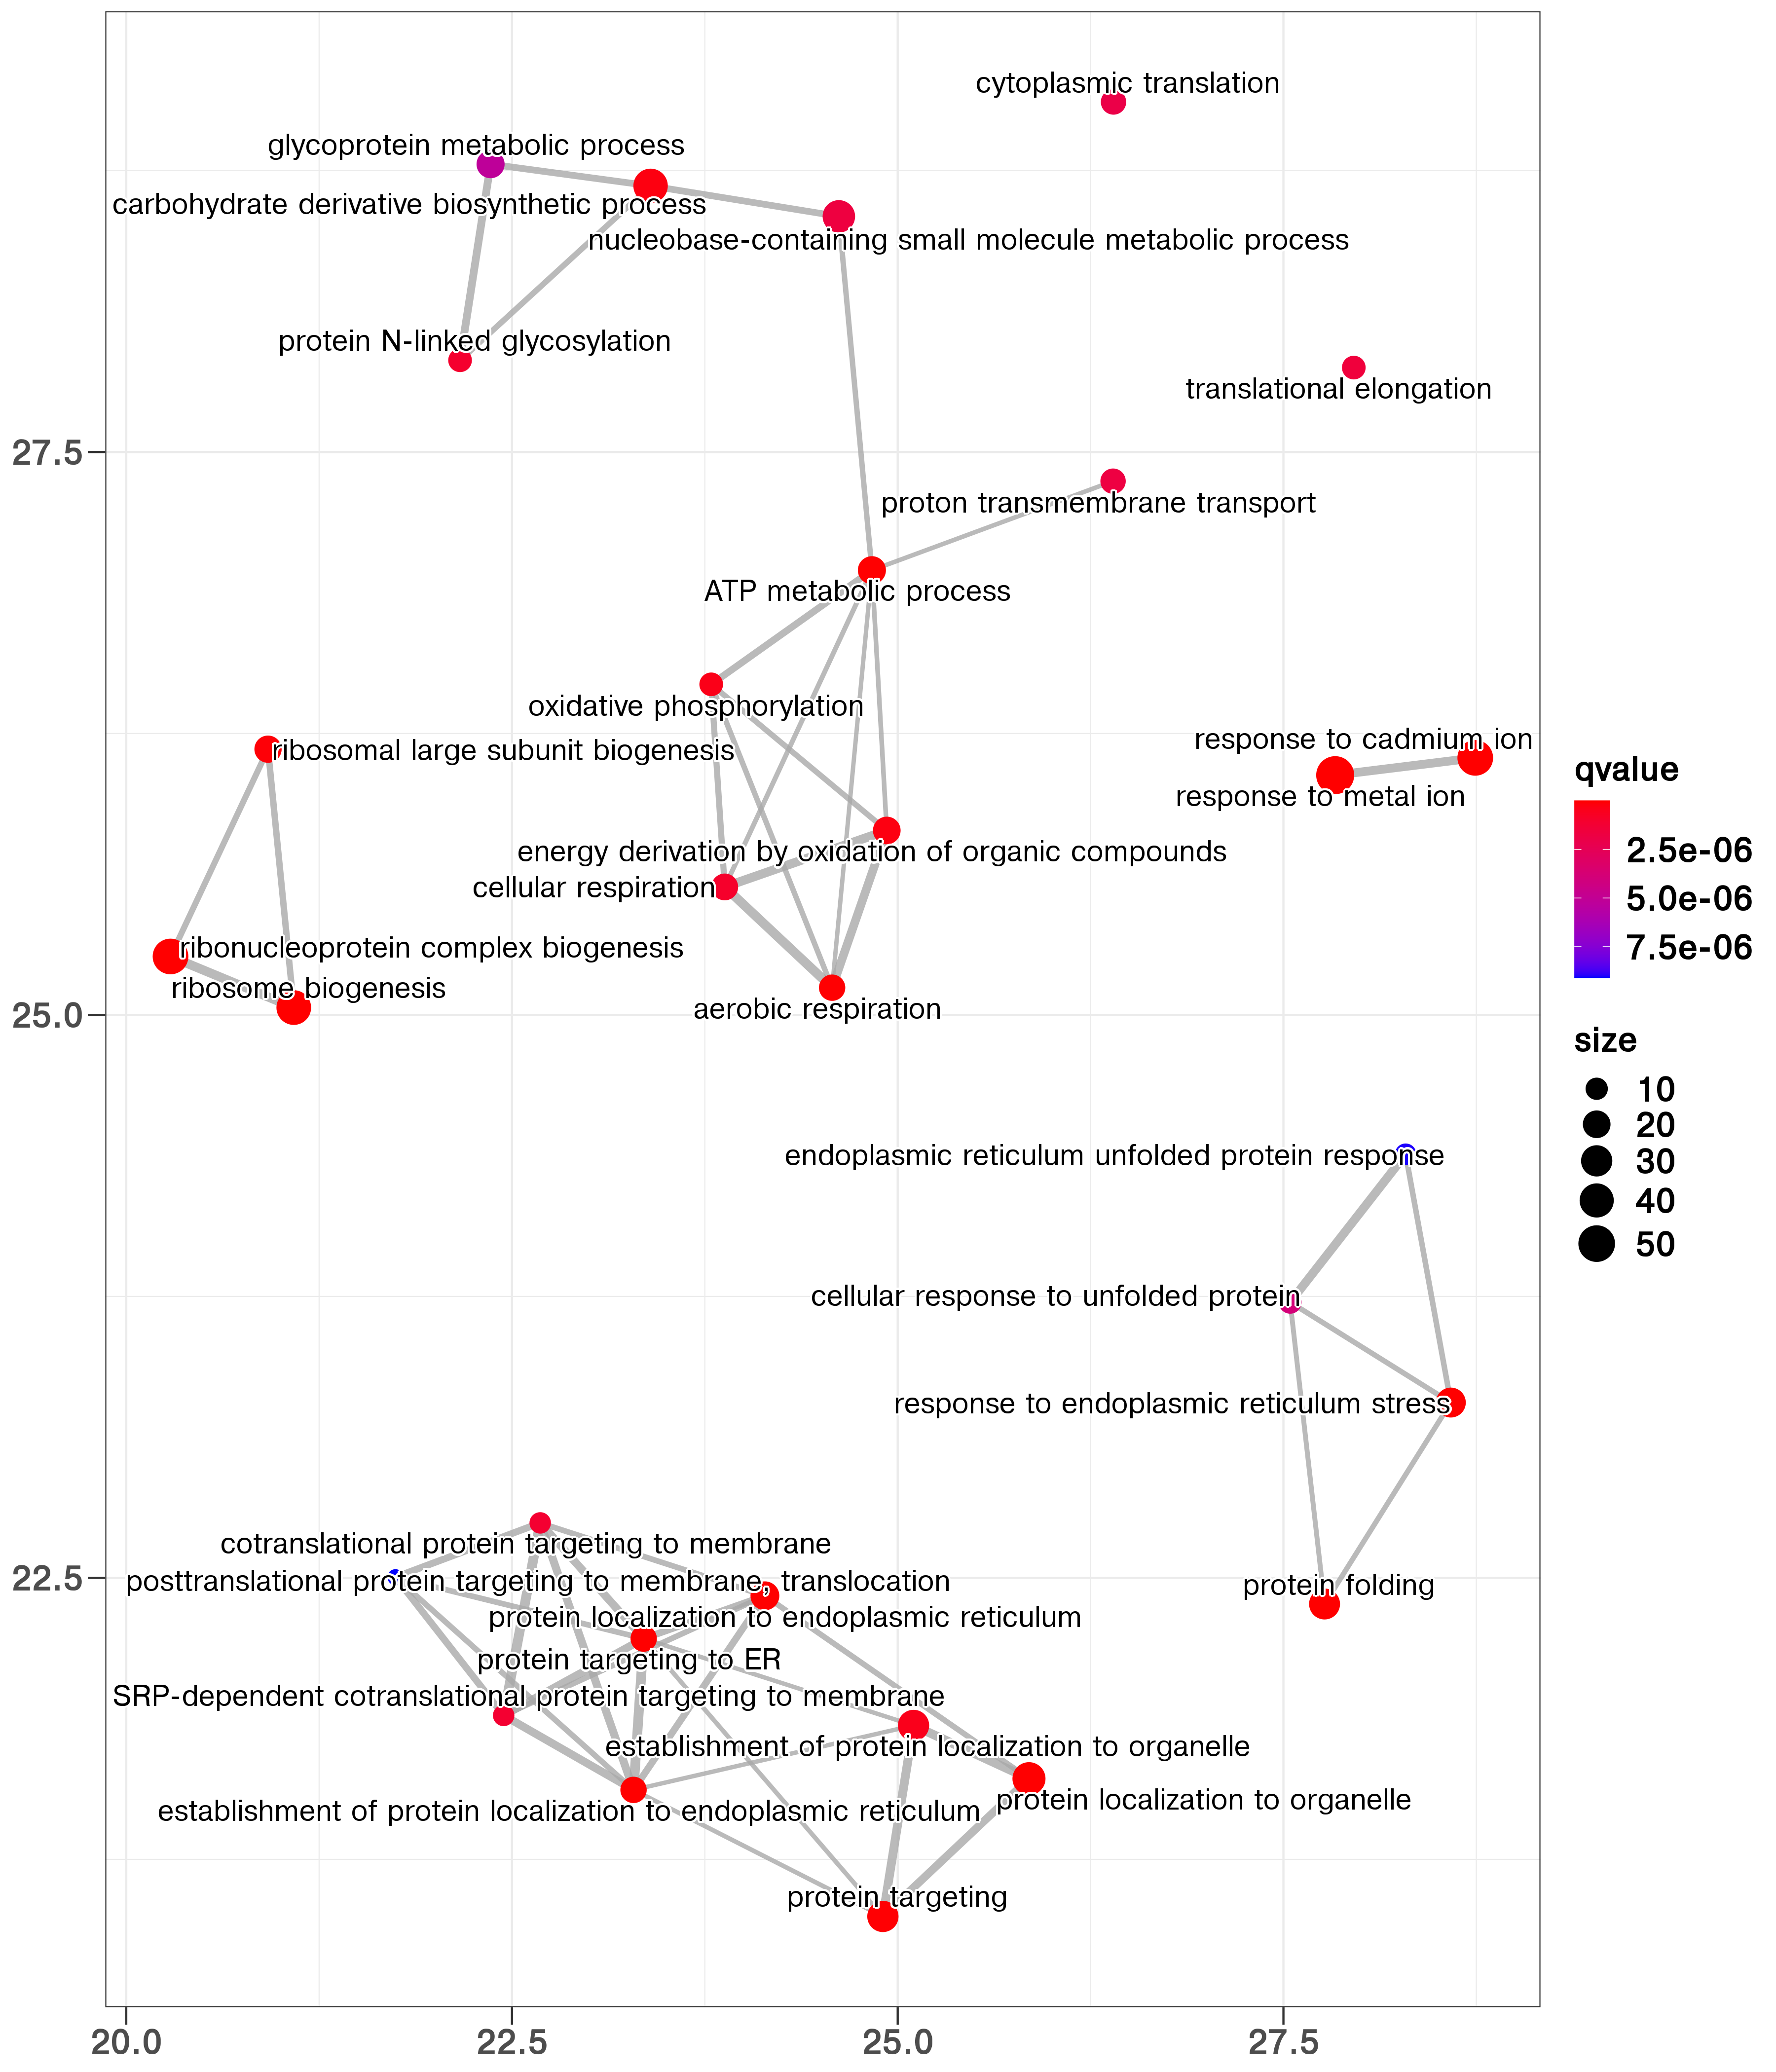 cytoplasmic translation
glycoprotein metabolic process
carbohydrate derivative biosynthetic process
nucleobase-containing small molecule metabolic process
protein N-linked glycosylation
translational elongation
27.5
proton transmembrane transport
ATP metabolic process
oxidative phosphorylation
response to cadmium ion
ribosomal large subunit biogenesis
response to metal ion
energy derivation by oxidation of organic compounds
cellular respiration
ribonucleoprotein complex biogenesis
ribosome biogenesis
aerobic respiration
25.0
endoplasmic reticulum unfolded protein response
cellular response to unfolded protein
response to endoplasmic reticulum stress
cotranslational protein targeting to membrane
22.5
posttranslational protein targeting to membrane, translocation
protein folding
protein localization to endoplasmic reticulum
protein targeting to ER
SRP-dependent cotranslational protein targeting to membrane
establishment of protein localization to organelle
protein localization to organelle
establishment of protein localization to endoplasmic reticulum
protein targeting
20.0
22.5
25.0
27.5
qvalue
2.5e-06
5.0e-06
7.5e-06
size
10
20
30
40
50